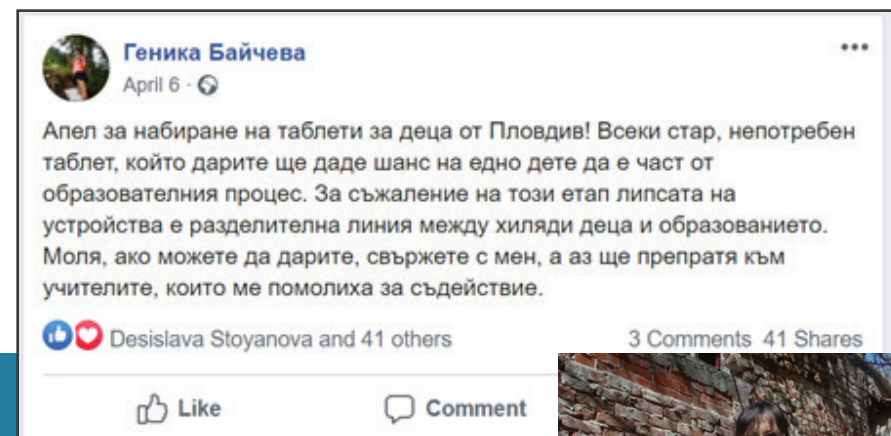 Геника Байчева
April 6
Апел за набиране на таблети за деца от Пловдив! Всеки стар, непотребен
таблет, който дарите ще даде шанс на едно дете да е част от
образователния процес. За съжаление на този етап липсата на
устройства е разделителна линия между хиляди деца и образованието.
Моля, ако можете да дарите, свържете с мен, а аз ще препратя към
учителите, които ме помолиха за съдействие.
Desislava Stoyanova and 41 others 3 Comments 41 Shares
Like Comment